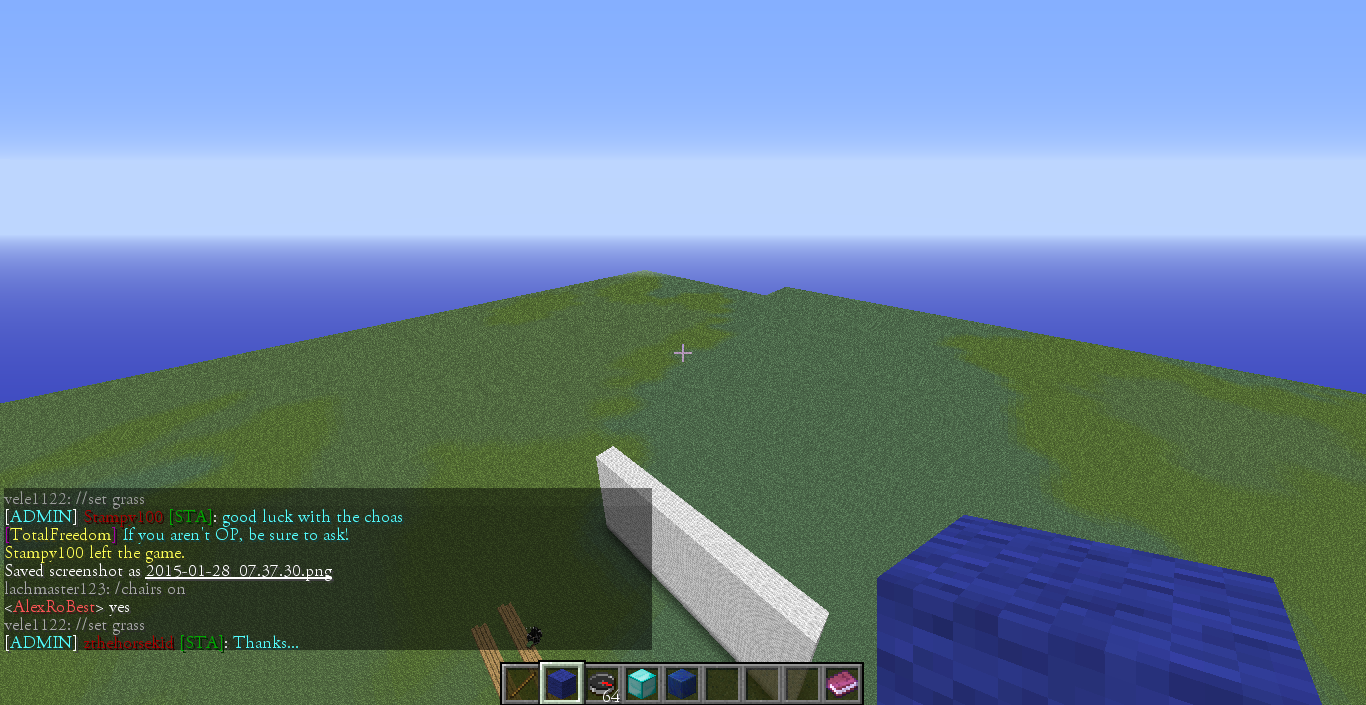 vele1122: //set grass
[ADMIN] Stampy100 [STA]: good luck with the choas
[TotalFreedom] If you aren't OP, be sure to ask!
Stampy100 left the game.
Saved screenshot as 2015-01-28_07.37.30.png
lachmaster123: /chairs on
<AlexRoBest> yes
vele1122: //set grass
[ADMIN] [STA]: Thanks...
64